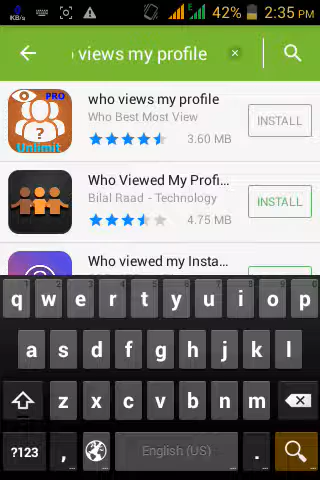 1KB/s E 42% 2:35 PM
views my profile
PRO
Unlimit
who views my profile
Who Best Most View
3.60 MB
INSTALL
Who Viewed My Profi...
Bilal Raad - Technology
4.75 MB
INSTALL
Who viewed my Insta...
q w e r t y u i o p
a s d f g h j k l
z x c v b n m
?123 , English (US) .